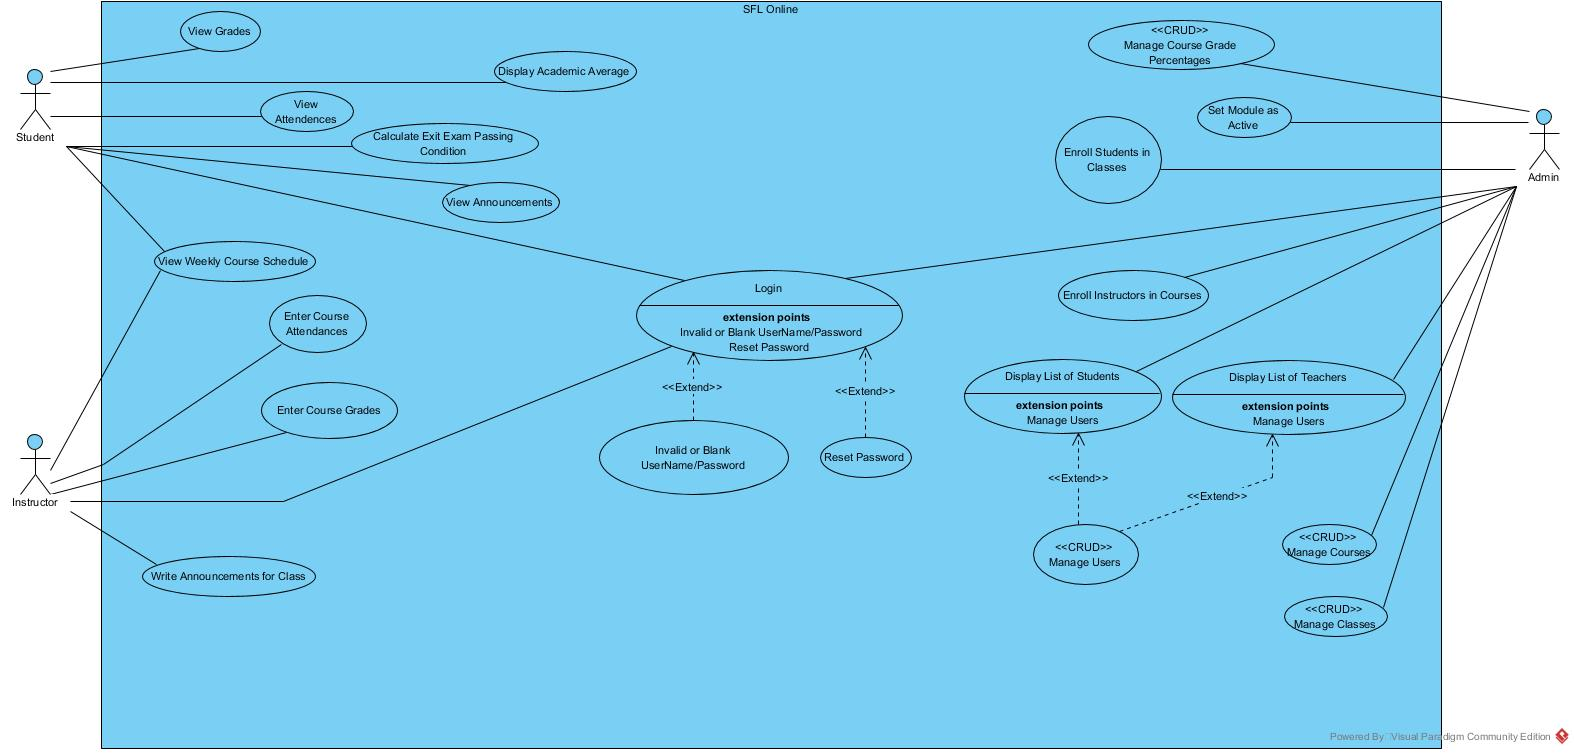 SFL Online
View Grades
Display Academic Average
View
Attendences
Student
Calculate Exit Exam Passing
Condition
View Announcements
View Weekly Course Schedule
Enter Course
Attendances
Enter Course Grades
Instructor
Write Announcements for Class
Login
extension points
Invalid or Blank UserName/Password
Reset Password
<<Extend>>
<<Extend>>
Invalid or Blank
UserName/Password
Reset Password
<<CRUD>>
Manage Course Grade
Percentages
Set Module as
Active
Admin
Enroll Students in
Classes
Enroll Instructors in Courses
Display List of Students
extension points
Manage Users
Display List of Teachers
extension points
Manage Users
<<Extend>>
<<Extend>>
<<CRUD>>
Manage Users
<<CRUD>>
Manage Courses
<<CRUD>>
Manage Classes
Powered By Visual Paradigm Community Edition